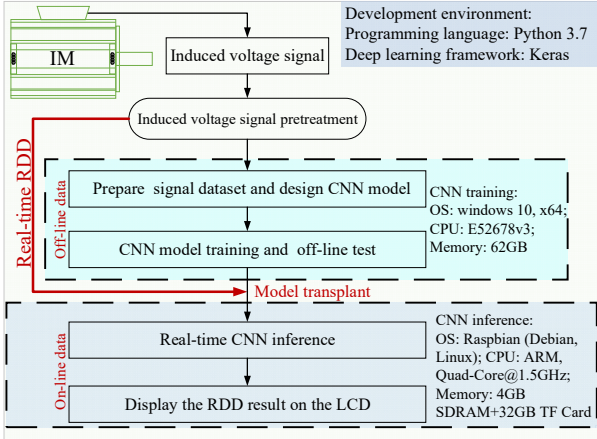 Development environment:
Programming language: Python 3.7
Deep learning framework: Keras
IM
Induced voltage signal
Induced voltage signal pretreatment
Real-time RDD
Off-line data
Prepare signal dataset and design CNN model
CNN model training and off-line test
CNN training:
OS: windows 10, x64;
CPU: E52678v3;
Memory: 62GB
Model transplant
On-line data
Real-time CNN inference
Display the RDD result on the LCD
CNN inference:
OS: Raspbian (Debian,
Linux); CPU: ARM,
Quad-Core@1.5GHz;
Memory: 4GB
SDRAM+32GB TF Card